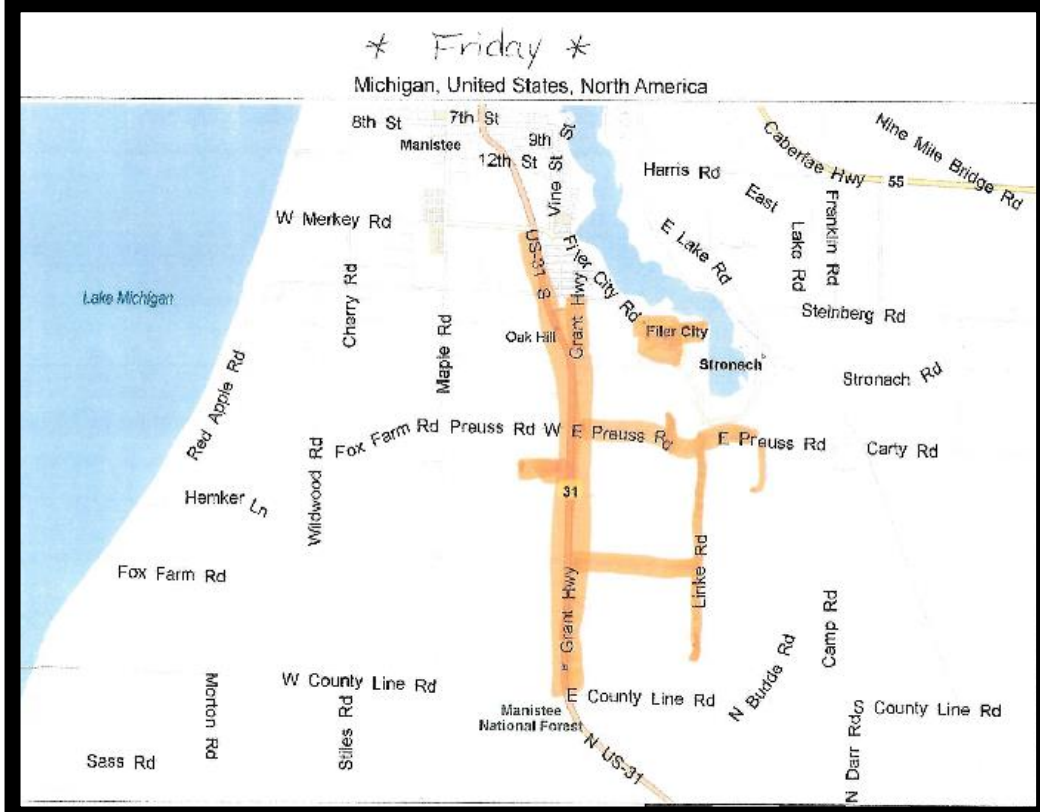 * Friday *
Michigan, United States, North America
8th St
7th St
Manistee
9th St
12th St
Vine St
Harris Rd
Caberfae Hwy
55
Nine Mile Bridge Rd
East Lake Rd
Franklin Rd
W Merkey Rd
E Lake Rd
US-31 S
Filer City Rd
Lake Michigan
Cherry Rd
Maple Rd
Oak Hill
Grant Hwy
Filer City
Steinberg Rd
Stronach
Stronach Rd
Red Apple Rd
Fox Farm Rd
Preuss Rd W
E Preuss Rd
E Preuss Rd
Carty Rd
Wildwood Rd
Hemker Ln
31
Fox Farm Rd
Grant Hwy
Linke Rd
Camp Rd
N Budde Rd
W County Line Rd
E County Line Rd
S County Line Rd
Morton Rd
Stiles Rd
Manistee
National Forest
N US-31
N Darr Rd
Sass Rd